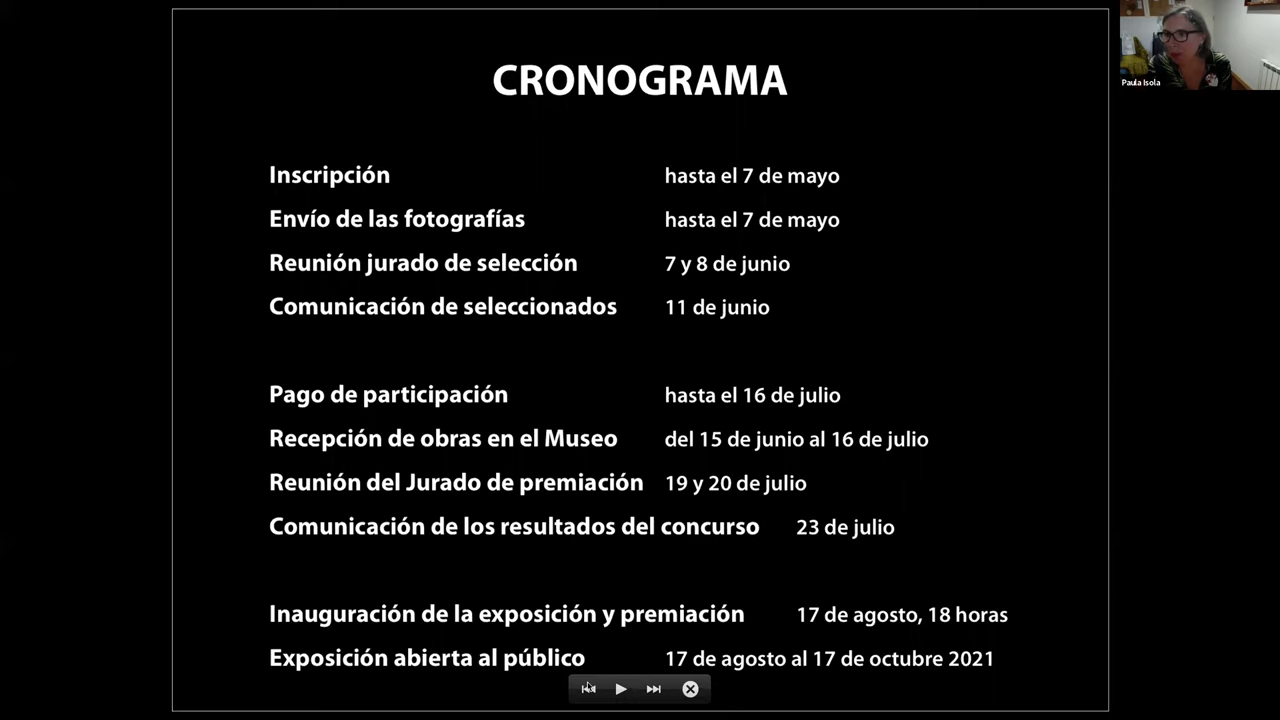 CRONOGRAMA
Paula Isola
Inscripción hasta el 7 de mayo
Envío de las fotografías hasta el 7 de mayo
Reunión jurado de selección 7 y 8 de junio
Comunicación de seleccionados 11 de junio
Pago de participación hasta el 16 de julio
Recepción de obras en el Museo del 15 de junio al 16 de julio
Reunión del Jurado de premiación 19 y 20 de julio
Comunicación de los resultados del concurso 23 de julio
Inauguración de la exposición y premiación 17 de agosto, 18 horas
Exposición abierta al público 17 de agosto al 17 de octubre 2021